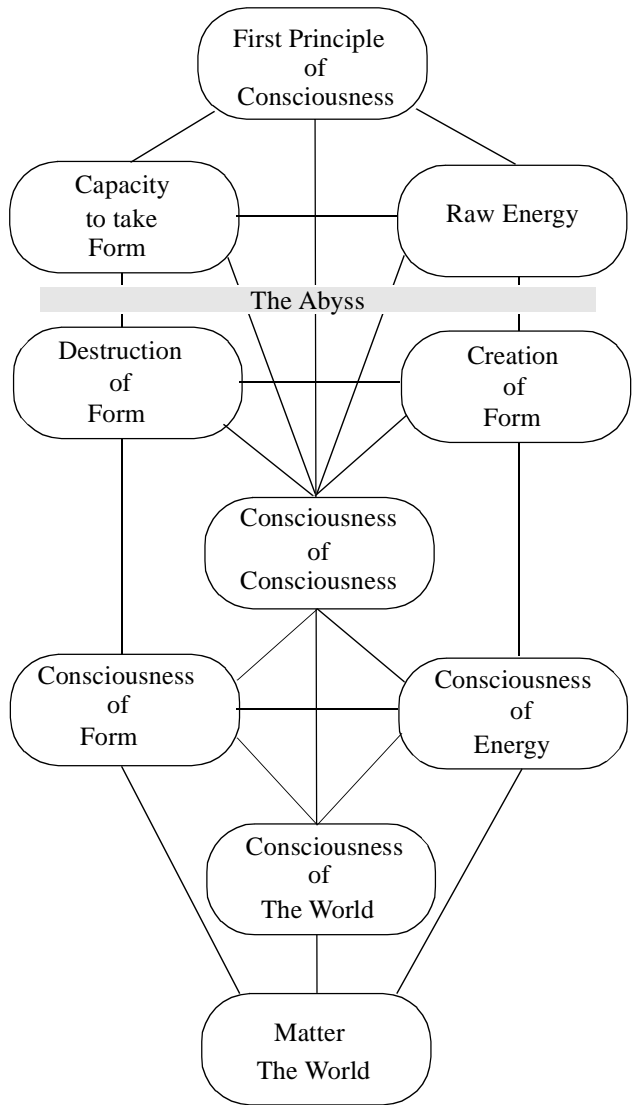 First Principle
of
Consciousness
Capacity
to take
Form
Raw Energy
The Abyss
Destruction
of
Form
Creation
of
Form
Consciousness
of
Consciousness
Consciousness
of
Form
Consciousness
of
Energy
Consciousness
of
The World
Matter
The World